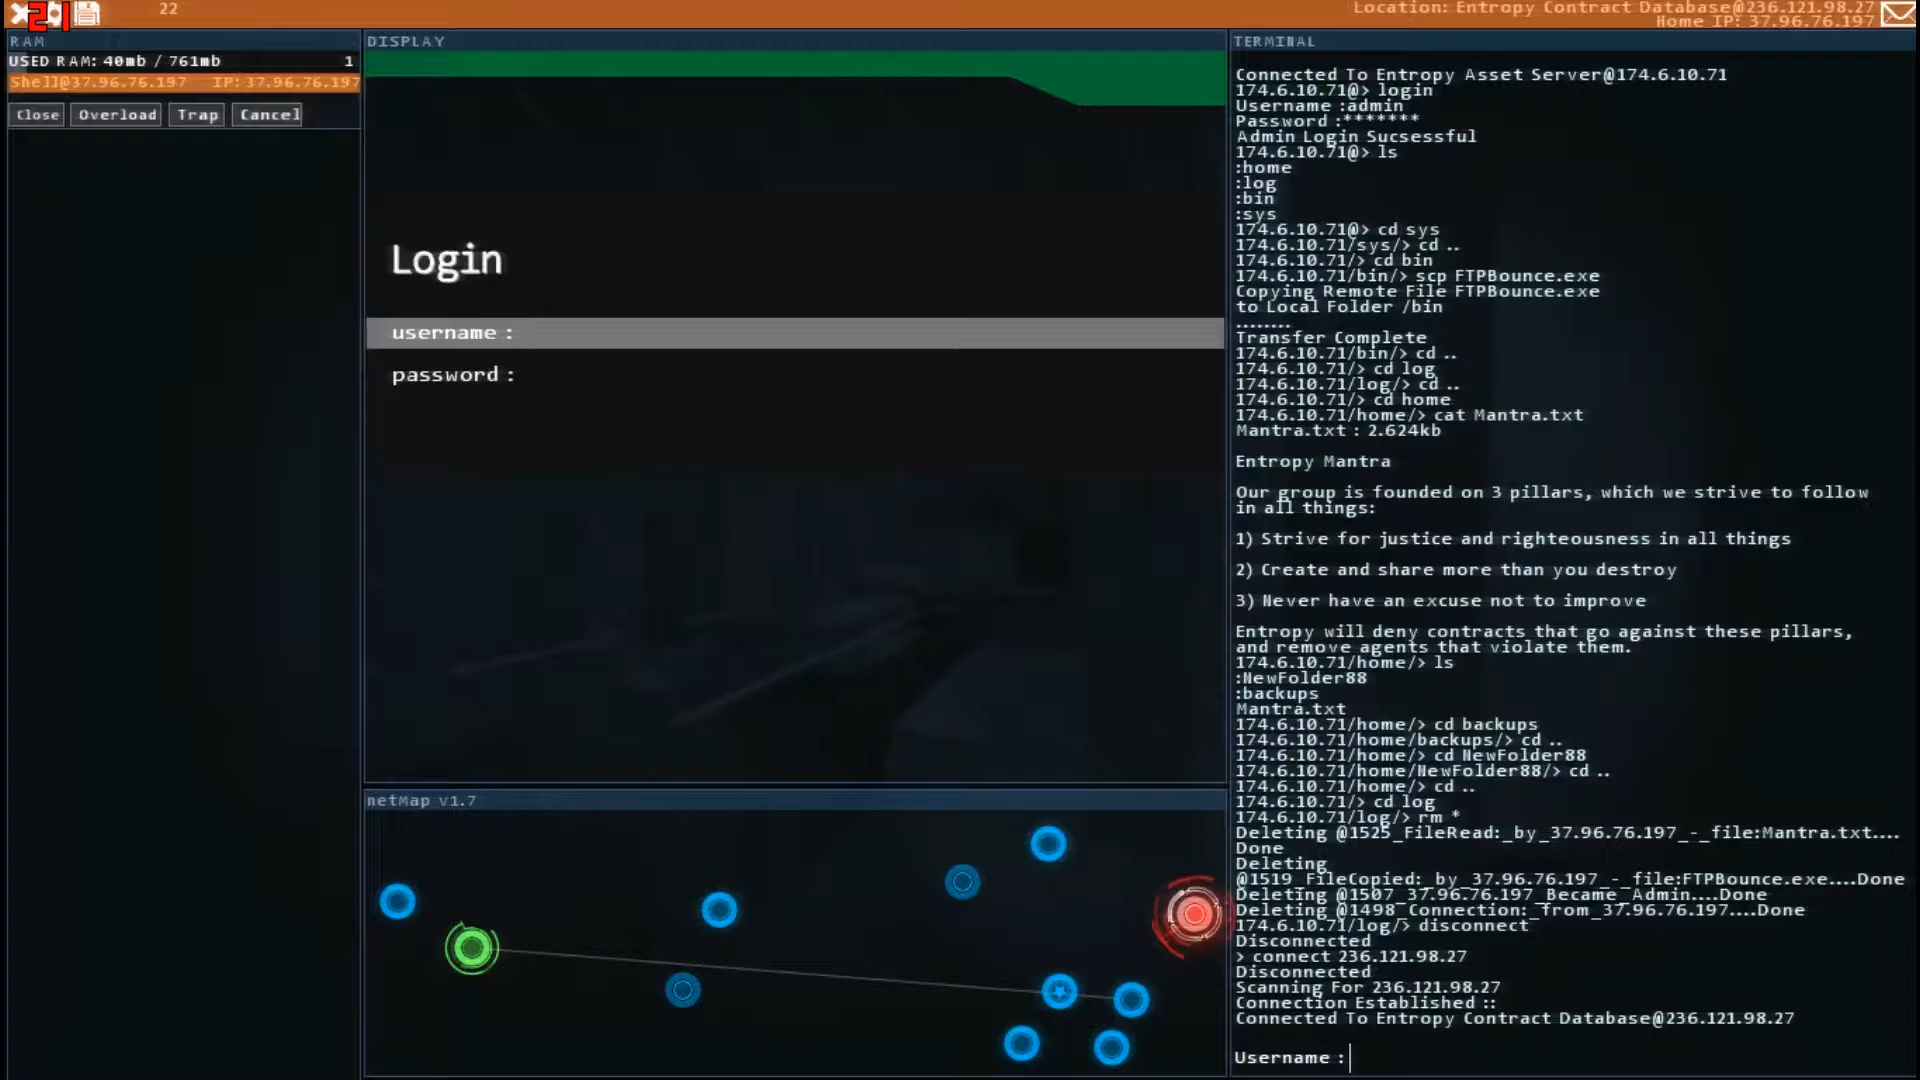 21
22
Location: Entropy Contract Database@236.121.98.27
Home IP: 37.96.76.197
RAM
USED RAM: 40mb / 761mb 1
Shell@37.96.76.197 IP: 37.96.76.197
Close Overload Trap Cancel
DISPLAY
Login
username :
password :
netMap v1.7
TERMINAL
Connected To Entropy Asset Server@174.6.10.71
174.6.10.71@> login
Username :admin
Password :*******
Admin Login Sucsessful
174.6.10.71@> ls
:home
:log
:bin
:sys
174.6.10.71@> cd sys
174.6.10.71/sys/> cd ..
174.6.10.71/> cd bin
174.6.10.71/bin/> scp FTPBounce.exe
Copying Remote File FTPBounce.exe
to Local Folder /bin
........
Transfer Complete
174.6.10.71/bin/> cd ..
174.6.10.71/> cd log
174.6.10.71/log/> cd ..
174.6.10.71/> cd home
174.6.10.71/home/> cat Mantra.txt
Mantra.txt : 2.624kb
Entropy Mantra
Our group is founded on 3 pillars, which we strive to follow
in all things:
1) Strive for justice and righteousness in all things
2) Create and share more than you destroy
3) Never have an excuse not to improve
Entropy will deny contracts that go against these pillars,
and remove agents that violate them.
174.6.10.71/home/> ls
:NewFolder88
:backups
Mantra.txt
174.6.10.71/home/> cd backups
174.6.10.71/home/backups/> cd ..
174.6.10.71/home/> cd NewFolder88
174.6.10.71/home/NewFolder88/> cd ..
174.6.10.71/home/> cd ..
174.6.10.71/> cd log
174.6.10.71/log/> rm *
Deleting @1525_FileRead:_by_37.96.76.197_-_file:Mantra.txt....
Done
Deleting
@1519_FileCopied:_by_37.96.76.197_-_file:FTPBounce.exe....Done
Deleting @1507_37.96.76.197_Became_Admin....Done
Deleting @1498_Connection:_from_37.96.76.197....Done
174.6.10.71/log/> disconnect
Disconnected
> connect 236.121.98.27
Disconnected
Scanning For 236.121.98.27
Connection Established ::
Connected To Entropy Contract Database@236.121.98.27
Username :